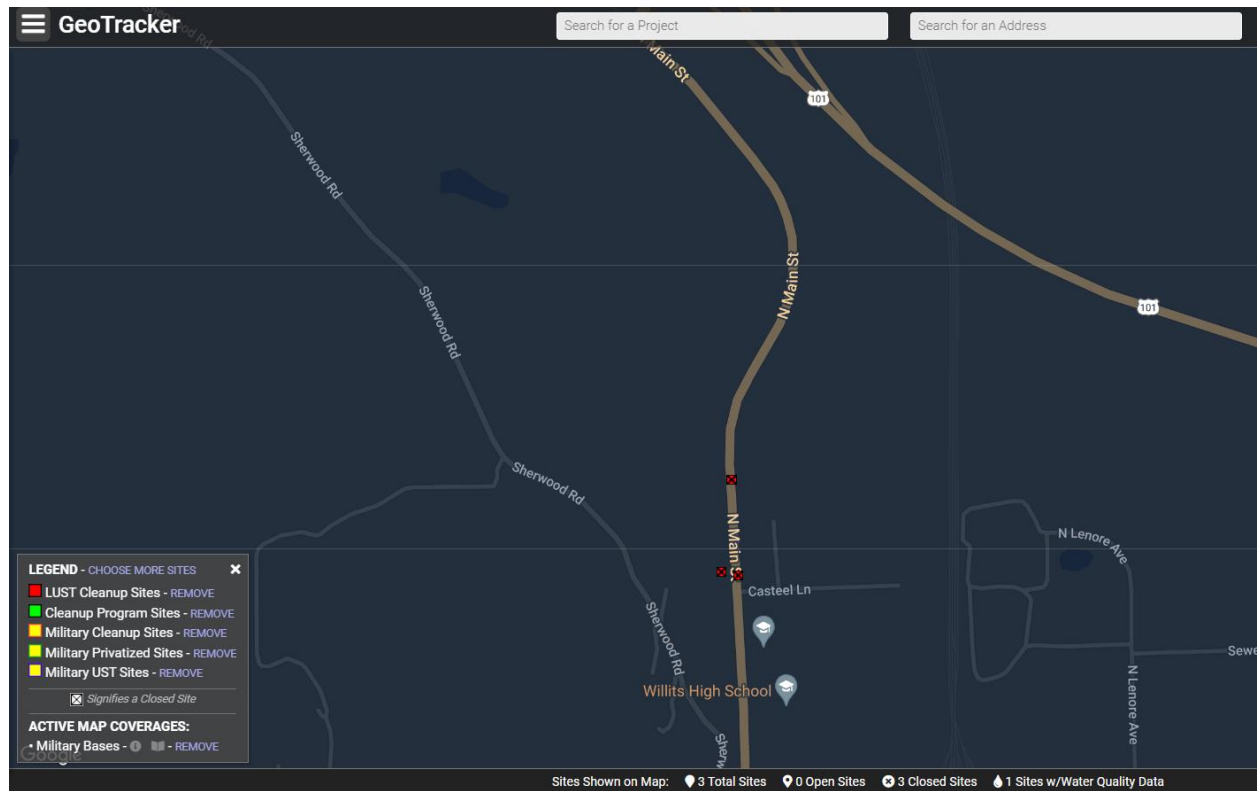 GeoTracker
Search for a Project
Search for an Address
Sherwood Rd
N Main St
101
Sherwood Rd
N Main St
Sherwood Rd
101
Sherwood Rd
N Main St
N Lenore Ave
Casteel Ln
Sherwood Rd
Sewe
Willits High School
N Lenore Ave
Sherw
LEGEND - CHOOSE MORE SITES
LUST Cleanup Sites - REMOVE
Cleanup Program Sites - REMOVE
Military Cleanup Sites - REMOVE
Military Privatized Sites - REMOVE
Military UST Sites - REMOVE
Signifies a Closed Site
ACTIVE MAP COVERAGES:
• Military Bases - REMOVE
Google
Sites Shown on Map: 3 Total Sites 0 Open Sites 3 Closed Sites 1 Sites w/Water Quality Data